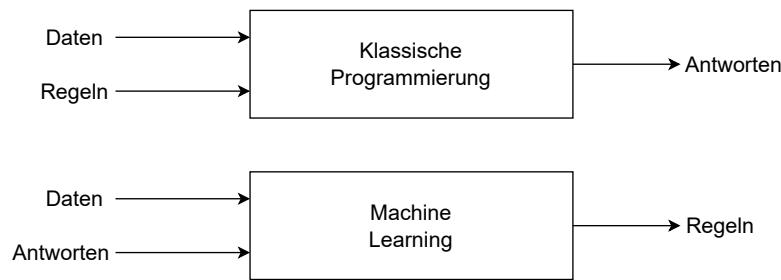 Daten
Regeln
Klassische
Programmierung
Antworten
Daten
Antworten
Machine
Learning
Regeln